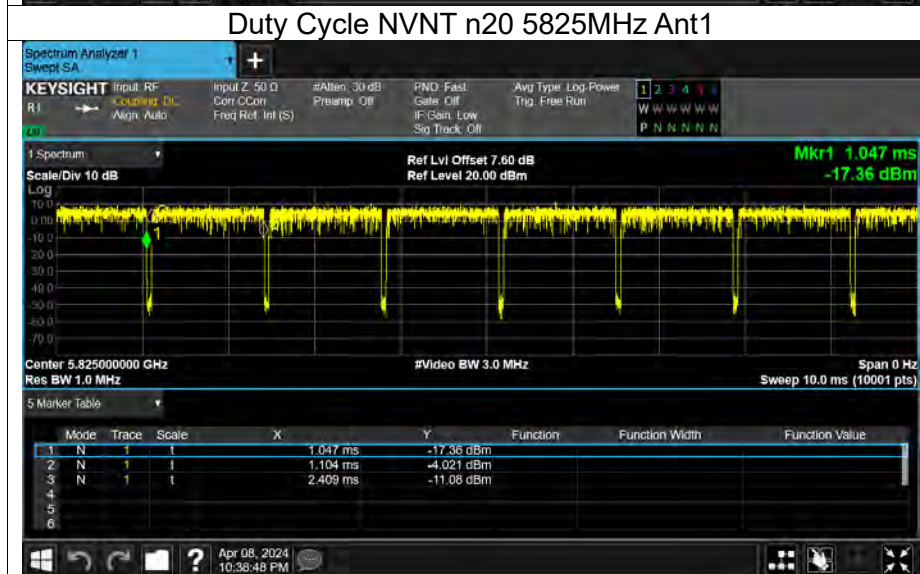 Duty Cycle NVNT n20 5825MHz Ant1
Spectrum Analyzer 1
Swept SA
+
KEYSIGHT Input: RF Input Z: 50 Ω #Atten: 30 dB PNO: Fast Avg Type: Log-Power 1 2 3 4 5 6
Coupling: DC Corr CCorr Preamp: Off Gate: Off Trig: Free Run W W W W W W
Align: Auto Freq Ref: Int (S) IF Gain: Low
Sig Track: Off P N N N N N
1 Spectrum
Ref Lvl Offset 7.60 dB Mkr1 1.047 ms
Scale/Div 10 dB Ref Level 20.00 dBm -17.36 dBm
Log
10.0
0.00
-10.0
-20.0
-30.0
-40.0
-50.0
-60.0
-70.0
1
Center 5.825000000 GHz #Video BW 3.0 MHz Span 0 Hz
Res BW 1.0 MHz Sweep 10.0 ms (10001 pts)
5 Marker Table
Mode Trace Scale X Y Function Function Width Function Value
1 N 1 t 1.047 ms -17.36 dBm
2 N 1 t 1.104 ms -4.021 dBm
3 N 1 t 2.409 ms -11.08 dBm
4
5
6
?
Apr 08, 2024
10:38:48 PM